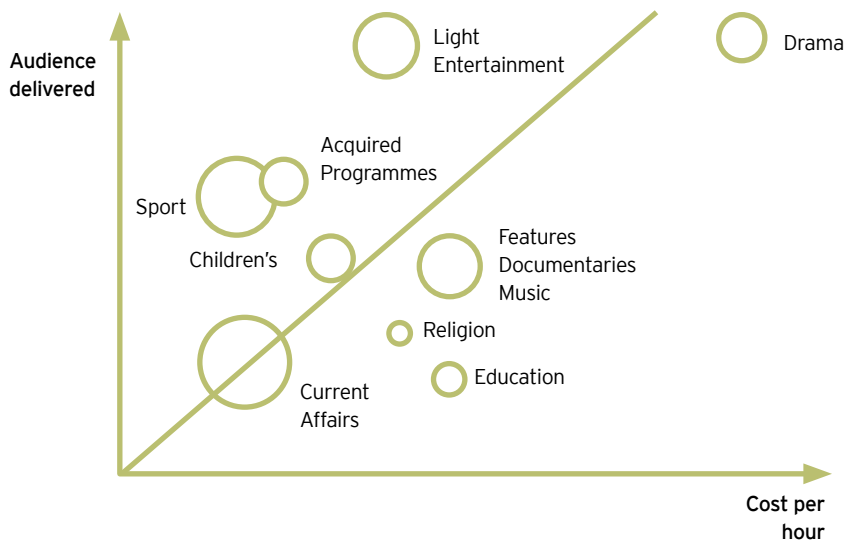 Audience
delivered
Light
Entertainment
Drama
Acquired
Programmes
Sport
Children's
Features
Documentaries
Music
Religion
Education
Current
Affairs
Cost per
hour